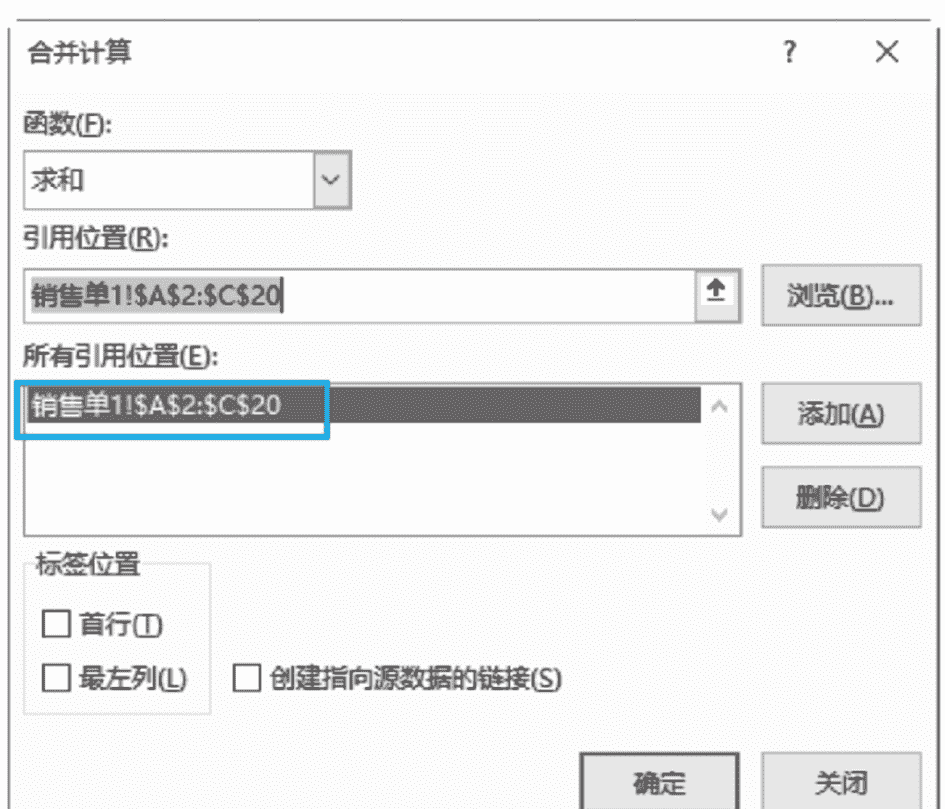 合并计算 ?
函数(F):
求和
引用位置(R):
销售单1!$A$2:$C$20
浏览(B)...
所有引用位置(E):
销售单1!$A$2:$C$20
添加(A)
删除(D)
标签位置
首行(T)
最左列(L) 创建指向源数据的链接(S)
确定 关闭